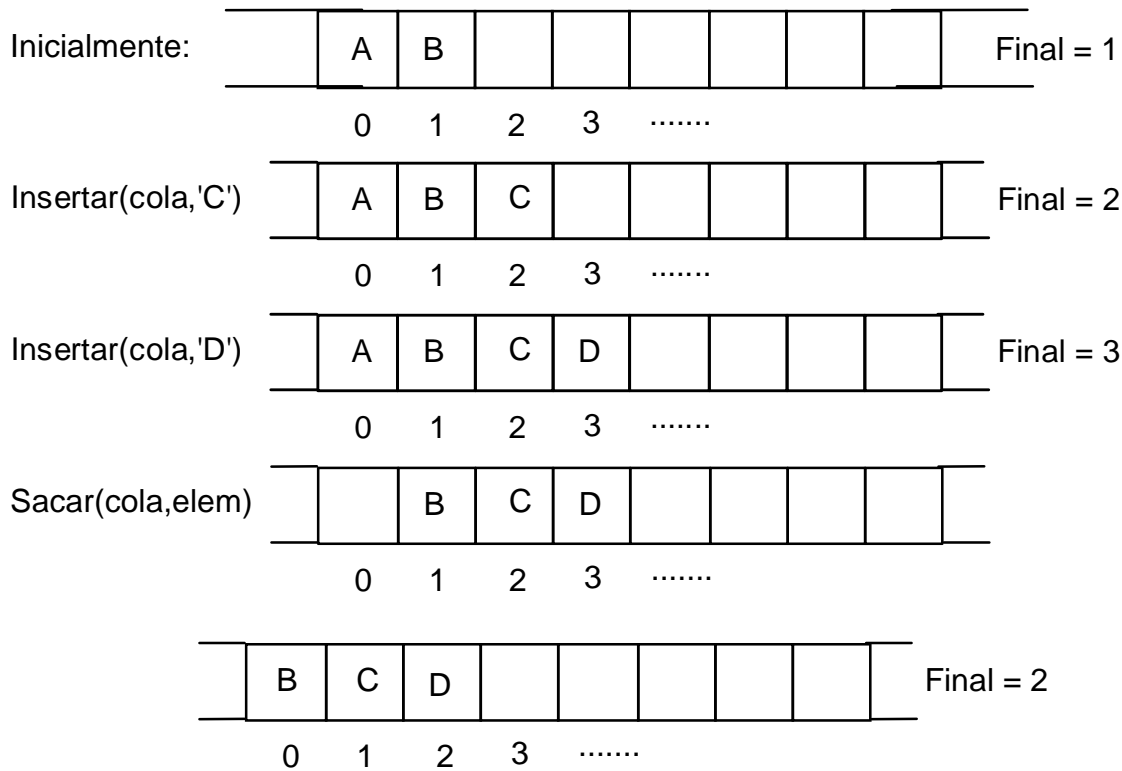 Inicialmente: A B Final = 1
0 1 2 3 .......
Insertar(cola,'C') A B C Final = 2
0 1 2 3 .......
Insertar(cola,'D') A B C D Final = 3
0 1 2 3 .......
Sacar(cola,elem) B C D
0 1 2 3 .......
B C D Final = 2
0 1 2 3 .......